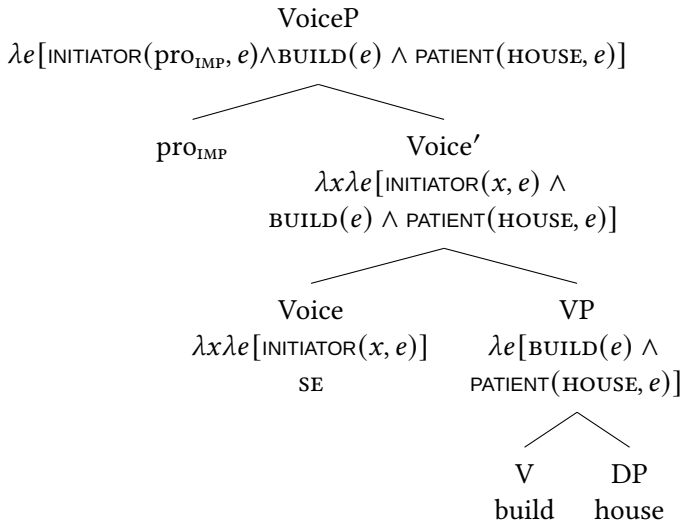 VoiceP
λe[INITIATOR(pro_IMP, e)∧BUILD(e) ∧ PATIENT(HOUSE, e)]
pro_IMP
Voice′
λxλe[INITIATOR(x, e) ∧
BUILD(e) ∧ PATIENT(HOUSE, e)]
Voice
λxλe[INITIATOR(x, e)]
SE
VP
λe[BUILD(e) ∧
PATIENT(HOUSE, e)]
V
build
DP
house